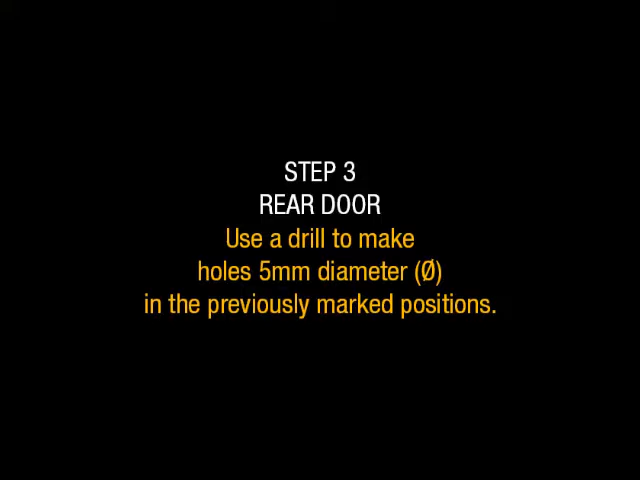 STEP 3
REAR DOOR
Use a drill to make
holes 5mm diameter (Ø)
in the previously marked positions.